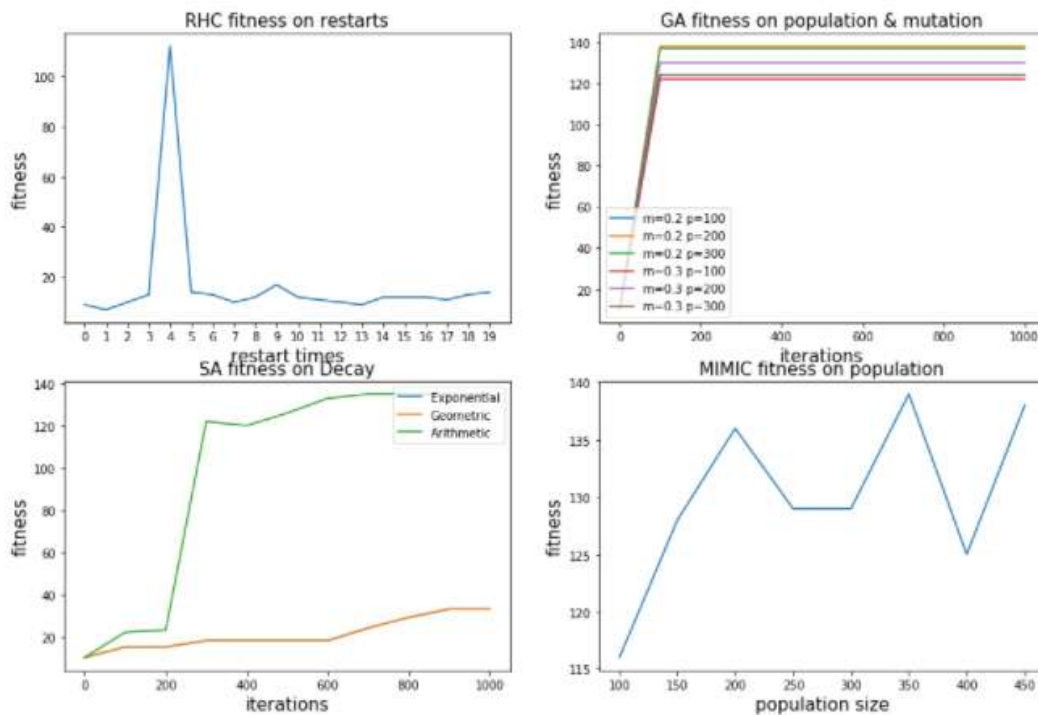 RHC fitness on restarts
fitness
100
80
60
40
20
0 1 2 3 4 5 6 7 8 9 10 11 12 13 14 15 16 17 18 19
restart times
GA fitness on population & mutation
fitness
140
120
100
80
60
40
20
m=0.2 p=100
m=0.2 p=200
m=0.2 p=300
m=0.3 p=100
m=0.3 p=200
m=0.3 p=300
0 200 400 600 800 1000
iterations
SA fitness on Decay
fitness
140
120
100
80
60
40
20
Exponential
Geometric
Arithmetic
0 200 400 600 800 1000
iterations
MIMIC fitness on population
fitness
140
135
130
125
120
115
100 150 200 250 300 350 400 450
population size